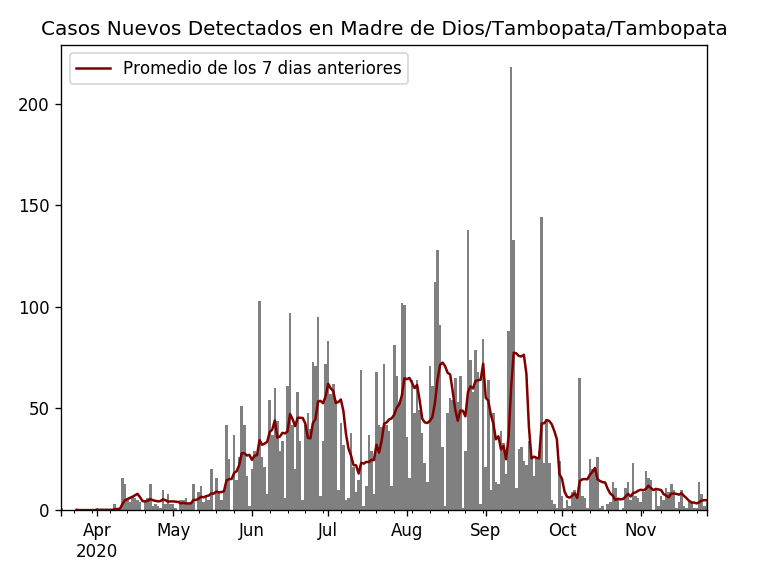 Casos Nuevos Detectados en Madre de Dios/Tambopata/Tambopata
Promedio de los 7 dias anteriores
200
150
100
50
0
Apr May Jun Jul Aug Sep Oct Nov
2020